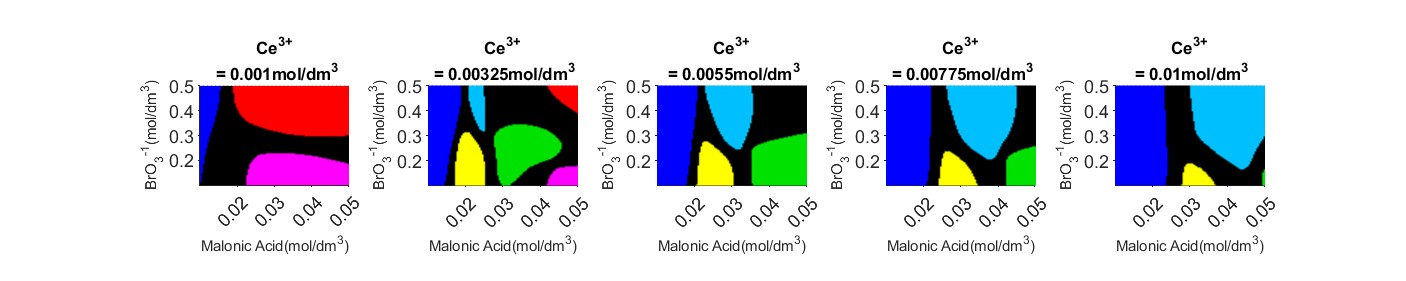 Ce³⁺
= 0.001mol/dm³
BrO₃⁻¹(mol/dm³)
0.5
0.4
0.3
0.2
0.02
0.03
0.04
0.05
Malonic Acid(mol/dm³)
Ce³⁺
= 0.00325mol/dm³
BrO₃⁻¹(mol/dm³)
0.5
0.4
0.3
0.2
0.02
0.03
0.04
0.05
Malonic Acid(mol/dm³)
Ce³⁺
= 0.0055mol/dm³
BrO₃⁻¹(mol/dm³)
0.5
0.4
0.3
0.2
0.02
0.03
0.04
0.05
Malonic Acid(mol/dm³)
Ce³⁺
= 0.00775mol/dm³
BrO₃⁻¹(mol/dm³)
0.5
0.4
0.3
0.2
0.02
0.03
0.04
0.05
Malonic Acid(mol/dm³)
Ce³⁺
= 0.01mol/dm³
BrO₃⁻¹(mol/dm³)
0.5
0.4
0.3
0.2
0.02
0.03
0.04
0.05
Malonic Acid(mol/dm³)